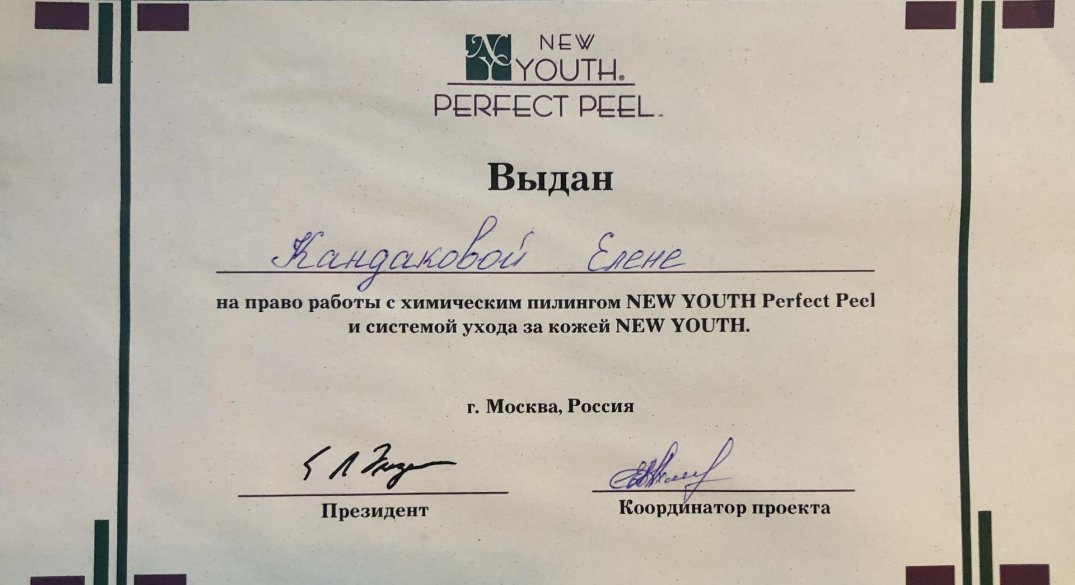 NEW
YOUTH®
PERFECT PEEL™
Выдан
Кандаковой Елене
на право работы с химическим пилингом NEW YOUTH Perfect Peel
и системой ухода за кожей NEW YOUTH.
г. Москва, Россия
Президент
Координатор проекта